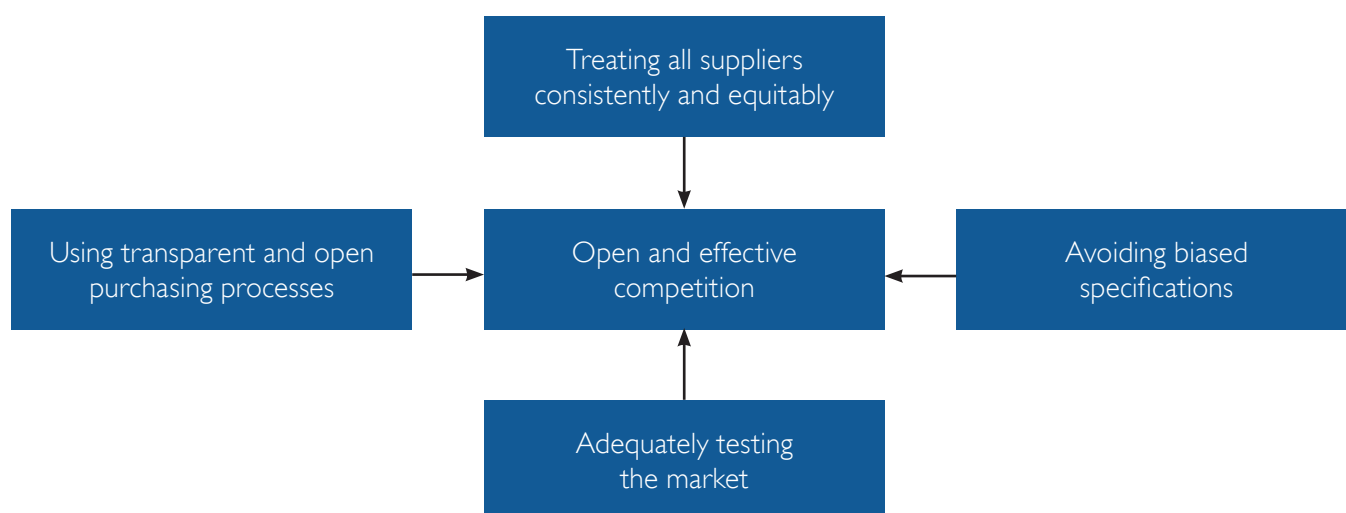 Treating all suppliers
consistently and equitably
Using transparent and open
purchasing processes
Open and effective
competition
Avoiding biased
specifications
Adequately testing
the market